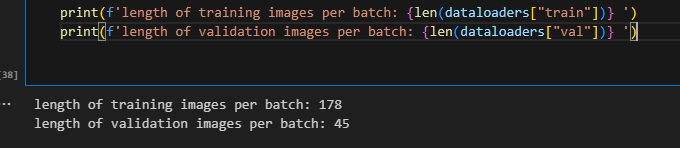 print(f'length of training images per batch: {len(dataloaders["train"])} ')
print(f'length of validation images per batch: {len(dataloaders["val"])} ')
[38]
...
length of training images per batch: 178
length of validation images per batch: 45